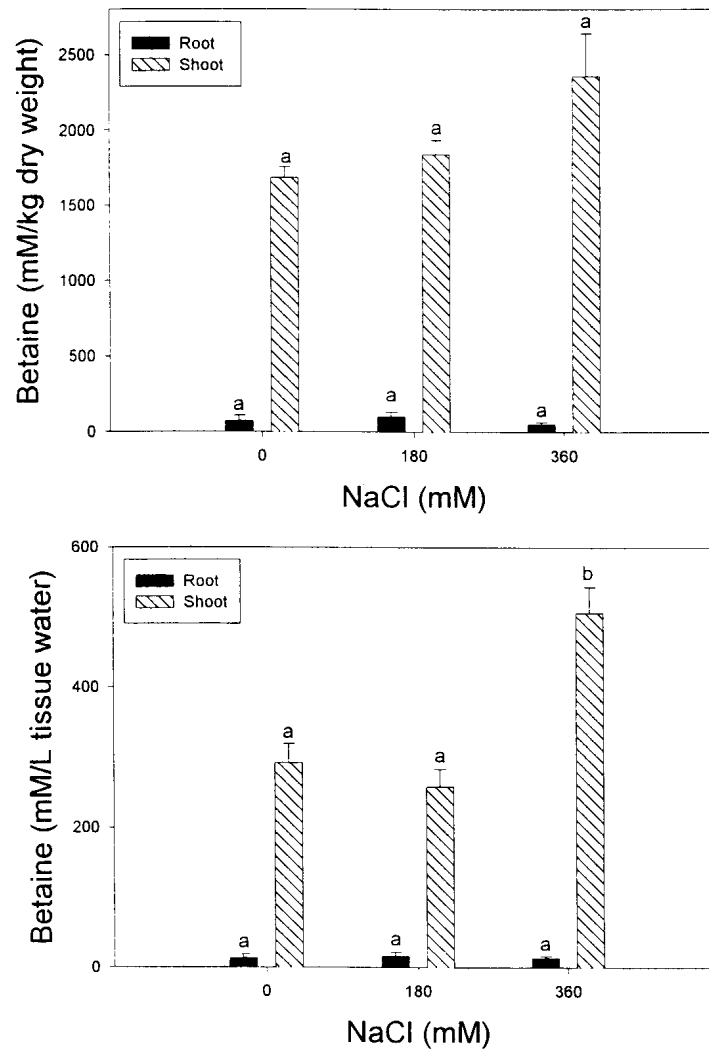 Betaine (mM/kg dry weight)
2500
2000
1500
1000
500
0
Root
Shoot
a
a
a
a
a
a
0
180
360
NaCl (mM)
Betaine (mM/L tissue water)
600
400
200
0
Root
Shoot
a
a
a
a
a
b
0
180
360
NaCl (mM)